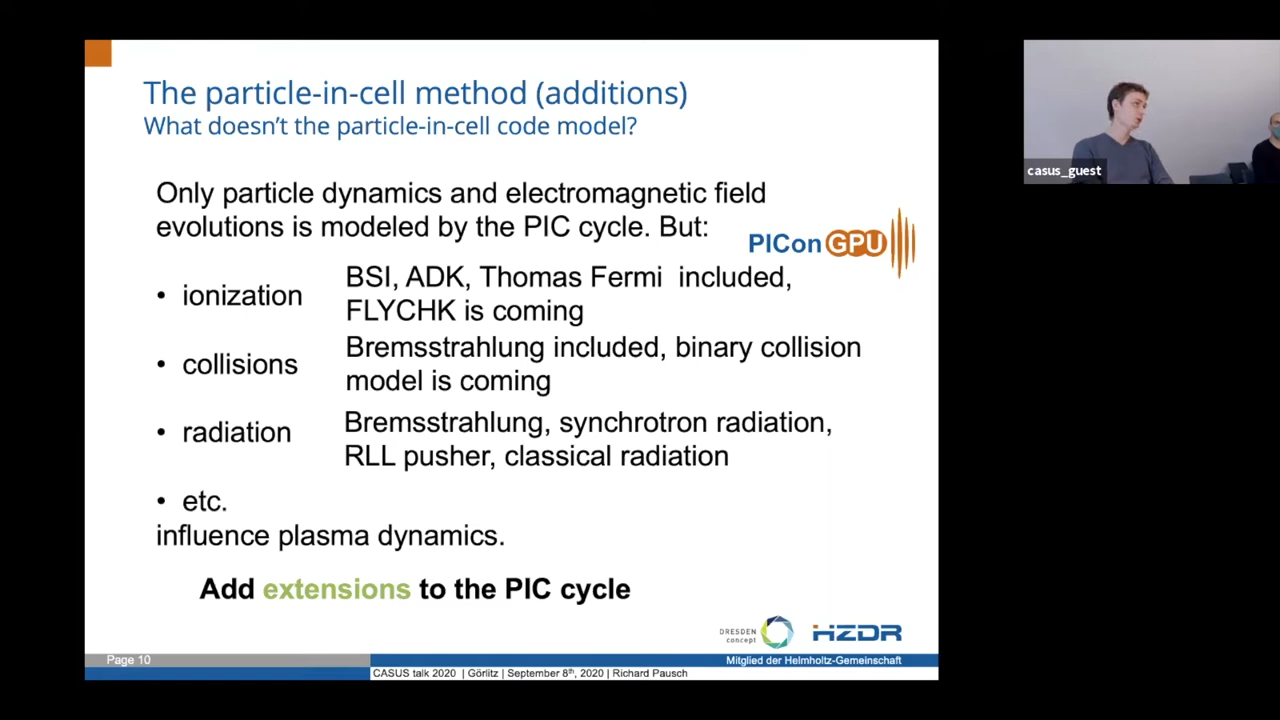 The particle-in-cell method (additions)
What doesn't the particle-in-cell code model?
Only particle dynamics and electromagnetic field
evolutions is modeled by the PIC cycle. But:
PIConGPU
• ionization
BSI, ADK, Thomas Fermi included,
FLYCHK is coming
• collisions
Bremsstrahlung included, binary collision
model is coming
• radiation
Bremsstrahlung, synchrotron radiation,
RLL pusher, classical radiation
• etc.
influence plasma dynamics.
Add extensions to the PIC cycle
DRESDEN
concept
HZDR
Page 10
Mitglied der Helmholtz-Gemeinschaft
CASUS talk 2020 | Görlitz | September 8th, 2020 | Richard Pausch
casus_guest